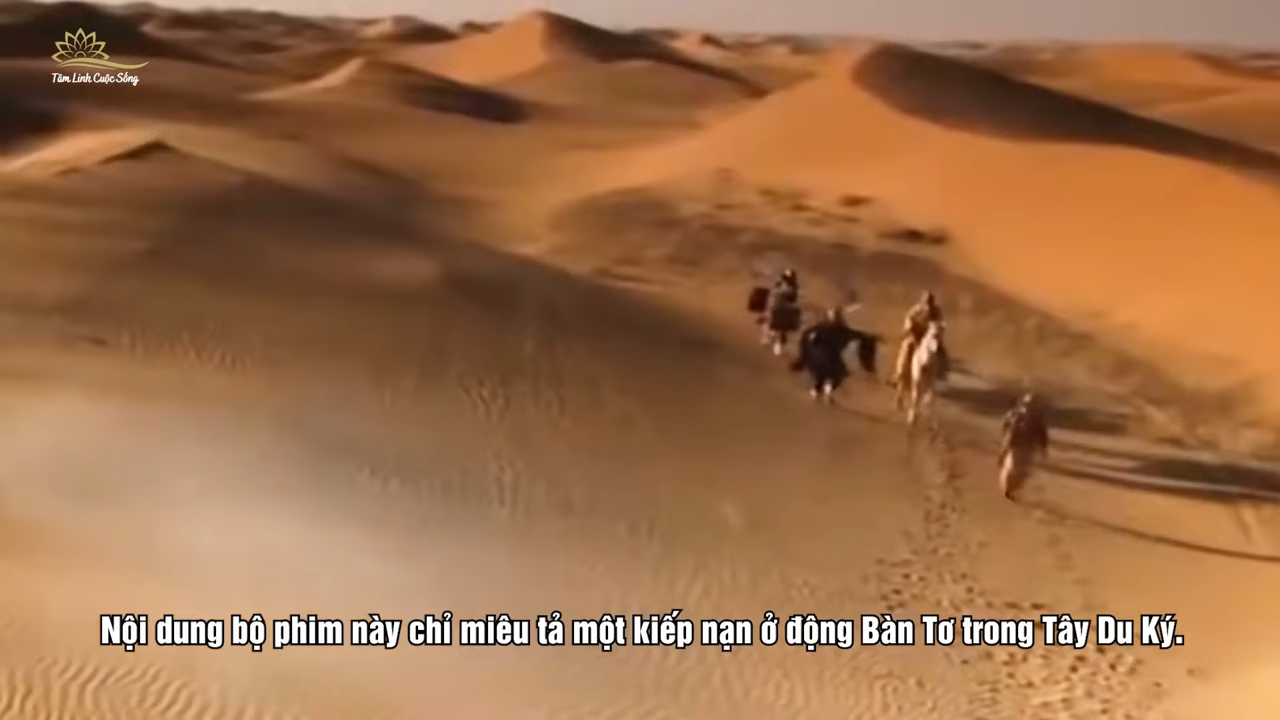 Tâm Linh Cuộc Sống
Nội dung bộ phim này chỉ miêu tả một kiếp nạn ở động Bàn Tơ trong Tây Du Ký.